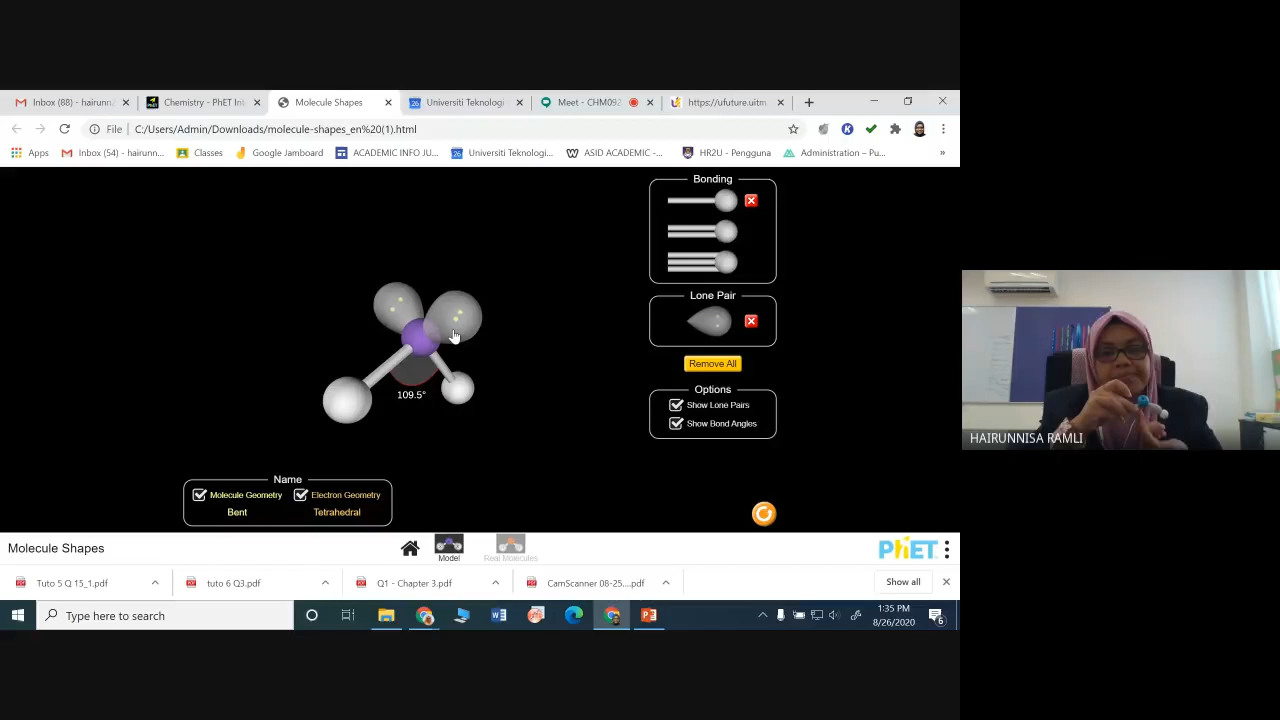 Inbox (88) - hairunn
Chemistry - PhET In
Molecule Shapes
Universiti Teknologi
Meet - CHM092
https://ufuture.uitm
File C:/Users/Admin/Downloads/molecule-shapes_en%20(1).html
Apps
Inbox (54) - hairunn...
Classes
Google Jamboard
ACADEMIC INFO JU...
Universiti Teknologi...
ASID ACADEMIC -...
HR2U - Pengguna
Administration – Pu...
»
Bonding
Lone Pair
Remove All
Options
Show Lone Pairs
Show Bond Angles
109.5°
HAIRUNNISA RAMLI
Name
Molecule Geometry Electron Geometry
Bent Tetrahedral
Molecule Shapes
Model
Real Molecules
PhET
Tuto 5 Q 15_1.pdf
tuto 6 Q3.pdf
Q1 - Chapter 3.pdf
CamScanner 08-25....pdf
Show all
Type here to search
1:35 PM
8/26/2020
6